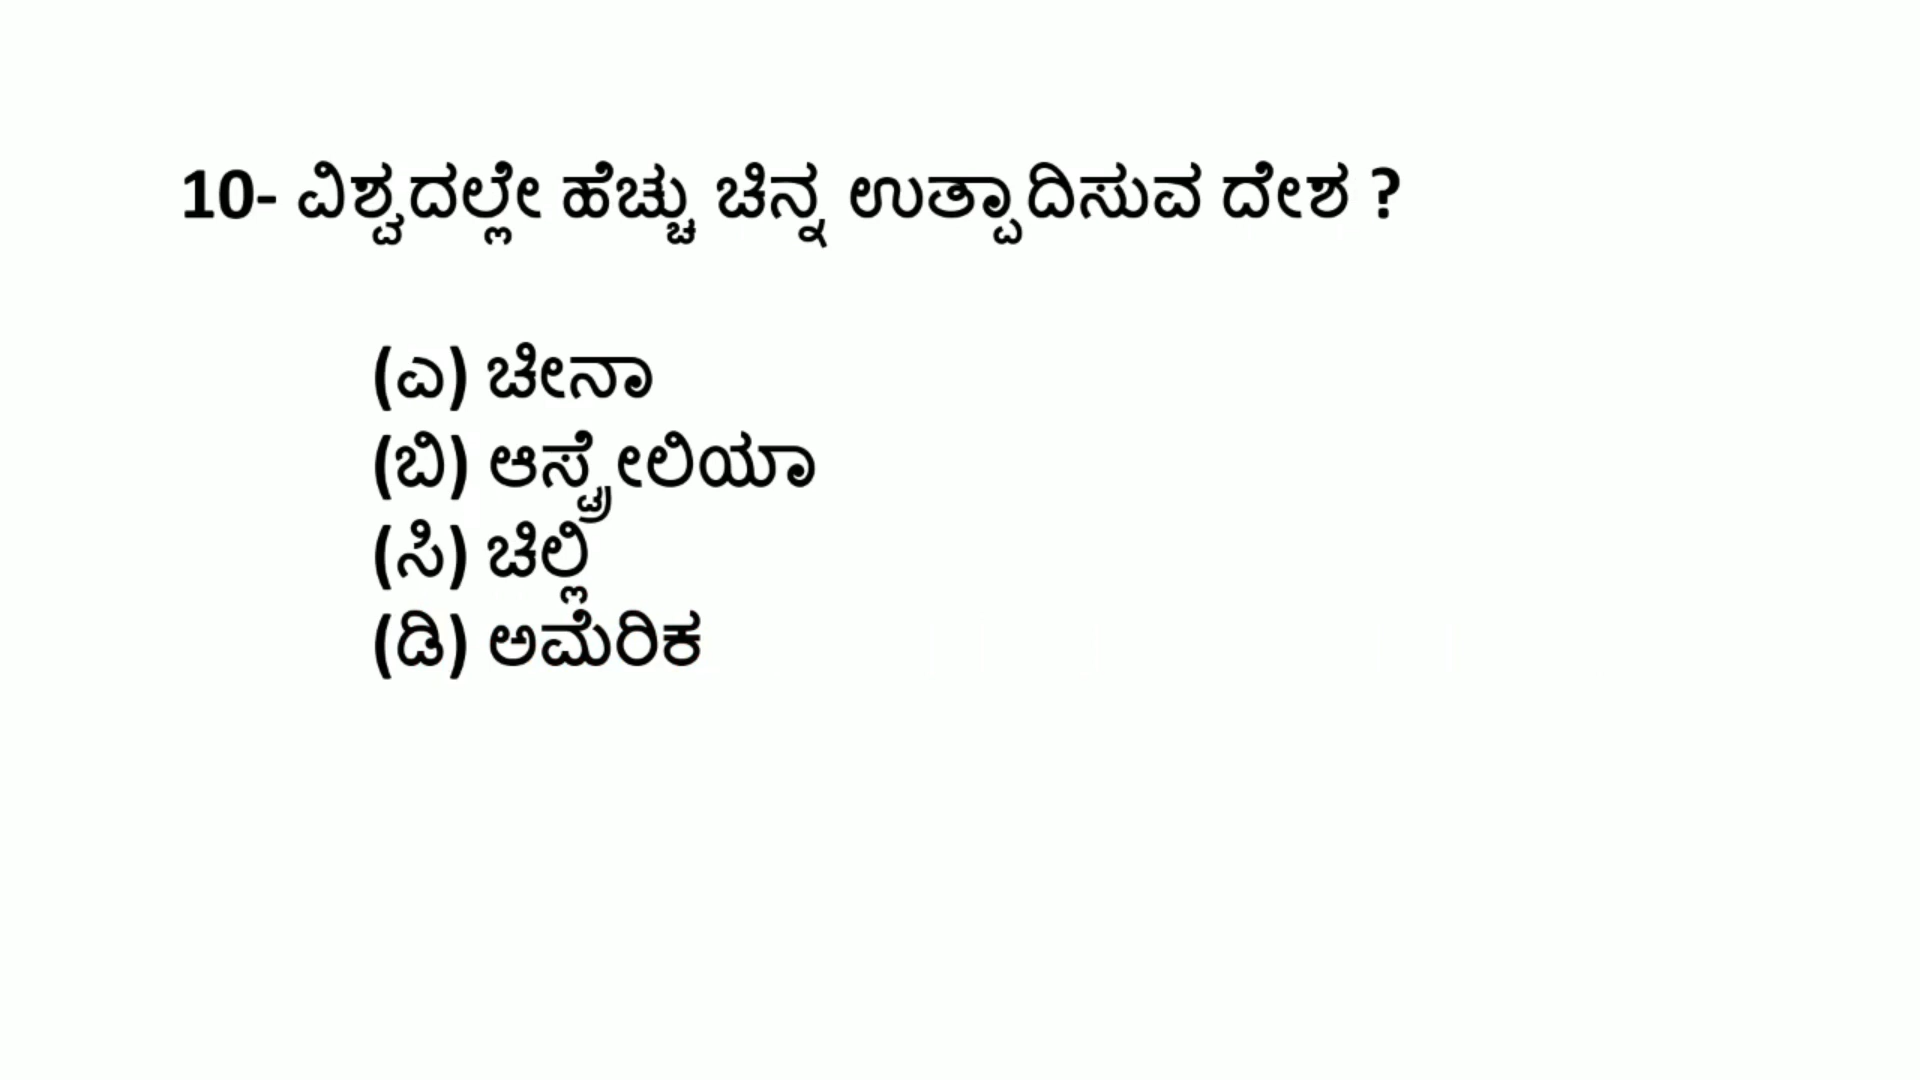 10- ವಿಶ್ವದಲ್ಲೇ ಹೆಚ್ಚು ಚಿನ್ನ ಉತ್ಪಾದಿಸುವ ದೇಶ ?
(ಎ) ಚೀನಾ
(ಬಿ) ಆಸ್ಟ್ರೇಲಿಯಾ
(ಸಿ) ಚಿಲ್ಲಿ
(ಡಿ) ಅಮೆರಿಕ